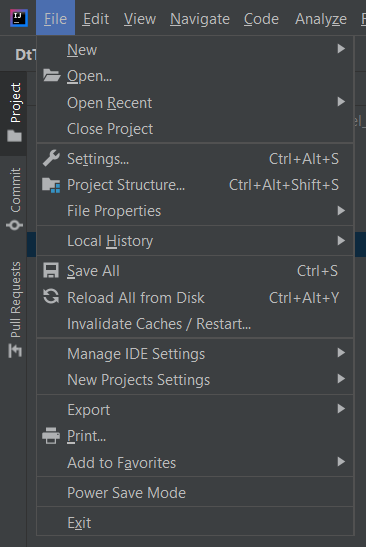 IJ File Edit View Navigate Code Analyze
DtT
Project
Commit
Pull Requests
New
Open...
Open Recent
Close Project
Settings... Ctrl+Alt+S
Project Structure... Ctrl+Alt+Shift+S
File Properties
Local History
Save All Ctrl+S
Reload All from Disk Ctrl+Alt+Y
Invalidate Caches / Restart...
Manage IDE Settings
New Projects Settings
Export
Print...
Add to Favorites
Power Save Mode
Exit